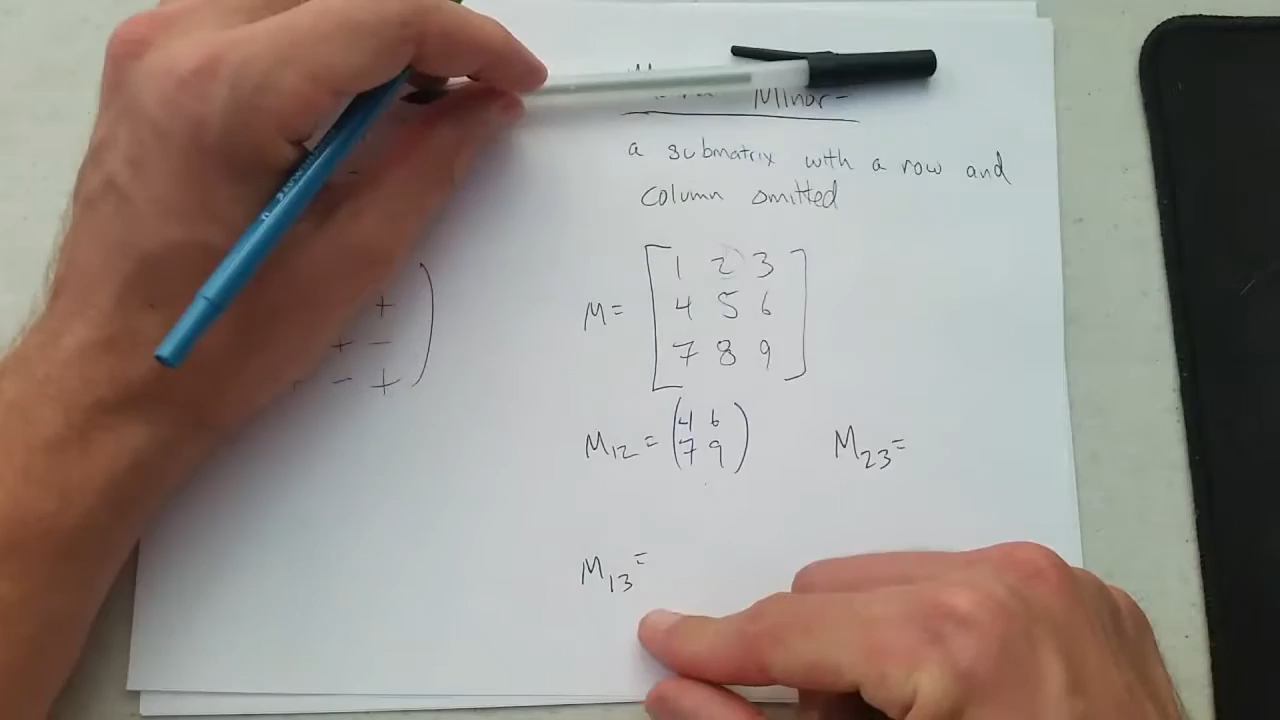 Minor
a submatrix with a row and
column omitted
M = [1 2 3
4 5 6
7 8 9]
M12 = (4 6
7 9)
M23 =
M13 =
+
+ -
- +